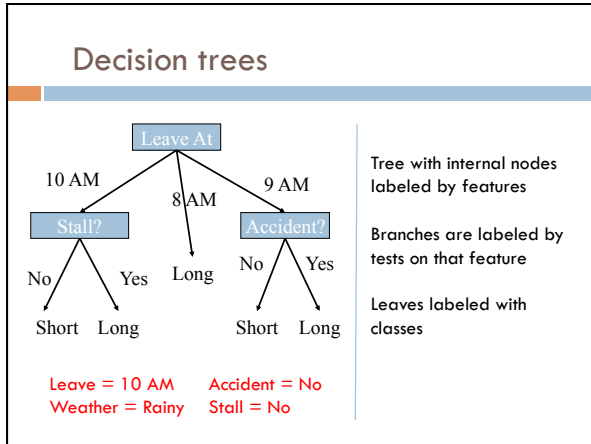 Decision trees
Leave At
10 AM
8 AM
9 AM
Stall?
Accident?
No
Yes
Long
No
Yes
Short
Long
Short
Long
Tree with internal nodes
labeled by features
Branches are labeled by
tests on that feature
Leaves labeled with
classes
Leave = 10 AM
Accident = No
Weather = Rainy
Stall = No